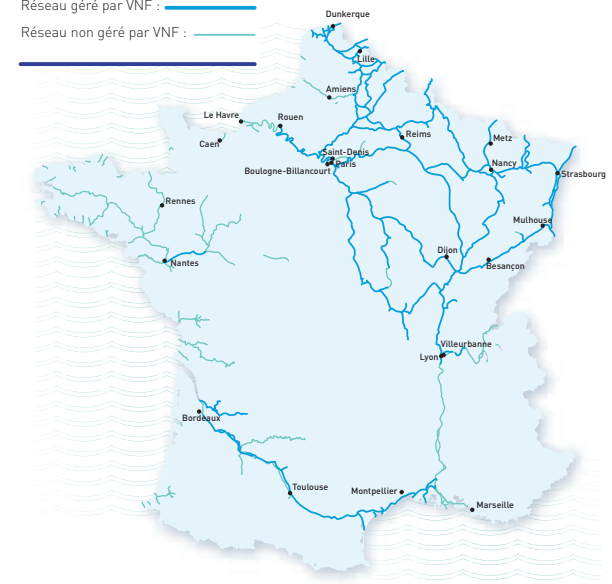 Réseau géré par VNF :
Réseau non géré par VNF :
Dunkerque
Lille
Amiens
Le Havre
Rouen
Caen
Reims
Metz
Saint-Denis
Paris
Boulogne-Billancourt
Nancy
Strasbourg
Rennes
Mulhouse
Nantes
Dijon
Besançon
Villeurbanne
Lyon
Bordeaux
Toulouse
Montpellier
Marseille